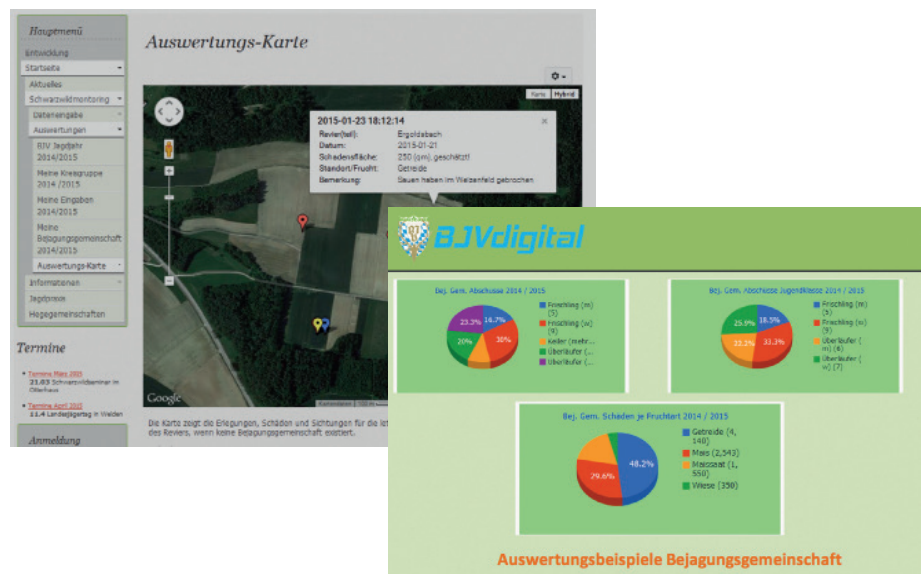 Hauptmenü
Entwicklung
Startseite
Aktuelles
Schwarzwildmontoring
Dateneingabe
Auswertungen
BJV Jagdjahr
2014/2015
Meine Kreisgruppe
2014 /2015
Meine Eingaben
2014/2015
Meine
Bejagungsgemeinschaft
2014/2015
Auswertungs-Karte
Informationen
Jagdpraxis
Hegegemeinschaften
Termine
Termine März 2015
21.03 Schwarzwildseminar im
Termine April 2015
11.4 Landesjägertag in Weiden
Anmeldung
Auswertungs-Karte
Karte Hybrid
2015-01-23 18:12:14
Revier(teil): Ergoldsbach
Datum: 2015-01-21
Schadensfläche: 250 (qm), geschätzt!
Standort/Frucht: Getreide
Bemerkung: Sauen haben im Weizenfeld gebrochen
Google
Kartendaten
Die Karte zeigt die Erlegungen, Schäden und Sichtungen für die
des Reviers, wenn keine Bejagungsgemeinschaft existiert.
BJVdigital
Bej. Gem. Abschüsse 2014 / 2015
23.3% 16.7%
20% 30%
Frischling (m)
(5)
Frischling (w)
(9)
Keiler (mehr...
Überläufer (...
Überläufer (...
Bej. Gem. Abschüsse Jugendklasse 2014 / 2015
25.9% 18.5%
22.2% 33.3%
Frischling (m)
(5)
Frischling (w)
(9)
Überläufer (
m) (6)
Überläufer (
w) (7)
Bej. Gem. Schäden je Fruchtart 2014 / 2015
48.2%
29.6%
Getreide (4,
140)
Mais (2,543)
Maissaat (1,
550)
Wiese (350)
Auswertungsbeispiele Bejagungsgemeinschaft